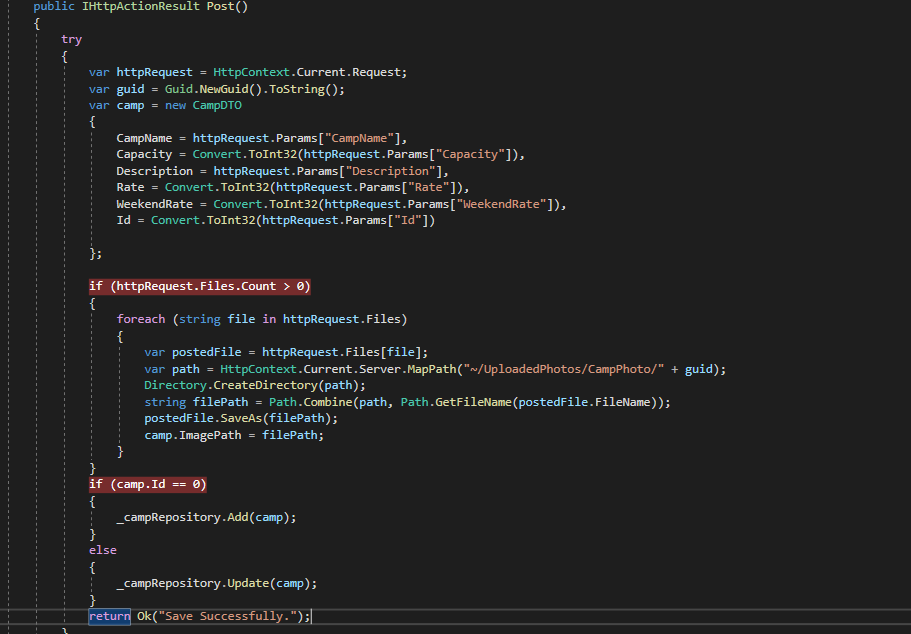 public IHttpActionResult Post()
{
try
{
var httpRequest = HttpContext.Current.Request;
var guid = Guid.NewGuid().ToString();
var camp = new CampDTO
{
CampName = httpRequest.Params["CampName"],
Capacity = Convert.ToInt32(httpRequest.Params["Capacity"]),
Description = httpRequest.Params["Description"],
Rate = Convert.ToInt32(httpRequest.Params["Rate"]),
WeekendRate = Convert.ToInt32(httpRequest.Params["WeekendRate"]),
Id = Convert.ToInt32(httpRequest.Params["Id"])
};
if (httpRequest.Files.Count > 0)
{
foreach (string file in httpRequest.Files)
{
var postedFile = httpRequest.Files[file];
var path = HttpContext.Current.Server.MapPath("~/UploadedPhotos/CampPhoto/" + guid);
Directory.CreateDirectory(path);
string filePath = Path.Combine(path, Path.GetFileName(postedFile.FileName));
postedFile.SaveAs(filePath);
camp.ImagePath = filePath;
}
}
if (camp.Id == 0)
{
_campRepository.Add(camp);
}
else
{
_campRepository.Update(camp);
}
return Ok("Save Successfully.");
}